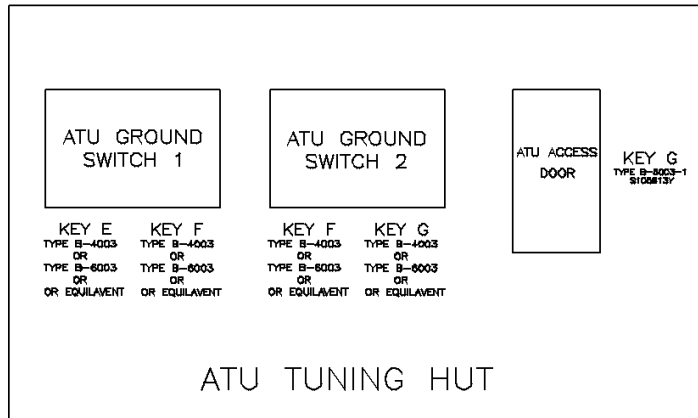 ATU GROUND
SWITCH 1
ATU GROUND
SWITCH 2
ATU ACCESS
DOOR
KEY G
TYPE B-5003-1
KEY E
TYPE B-4003
OR
TYPE B-6003
OR
OR EQUILAVENT
KEY F
TYPE B-4003
OR
TYPE B-6003
OR
OR EQUILAVENT
KEY F
TYPE B-4003
OR
TYPE B-6003
OR
OR EQUILAVENT
KEY G
TYPE B-4003
OR
TYPE B-6003
OR
OR EQUILAVENT
ATU TUNING HUT